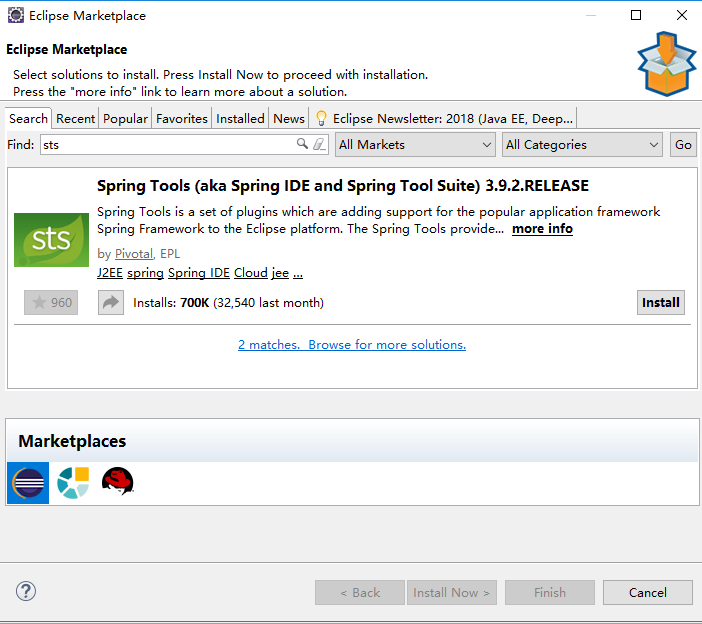 Eclipse Marketplace
Eclipse Marketplace
Select solutions to install. Press Install Now to proceed with installation.
Press the "more info" link to learn more about a solution.
Search Recent Popular Favorites Installed News Eclipse Newsletter: 2018 (Java EE, Deep...
Find: sts All Markets All Categories Go
Spring Tools (aka Spring IDE and Spring Tool Suite) 3.9.2.RELEASE
Spring Tools is a set of plugins which are adding support for the popular application framework
Spring Framework to the Eclipse platform. The Spring Tools provide... more info
sts
by Pivotal, EPL
J2EE spring Spring IDE Cloud jee ...
960 Installs: 700K (32,540 last month) Install
2 matches. Browse for more solutions.
Marketplaces
? < Back Install Now > Finish Cancel